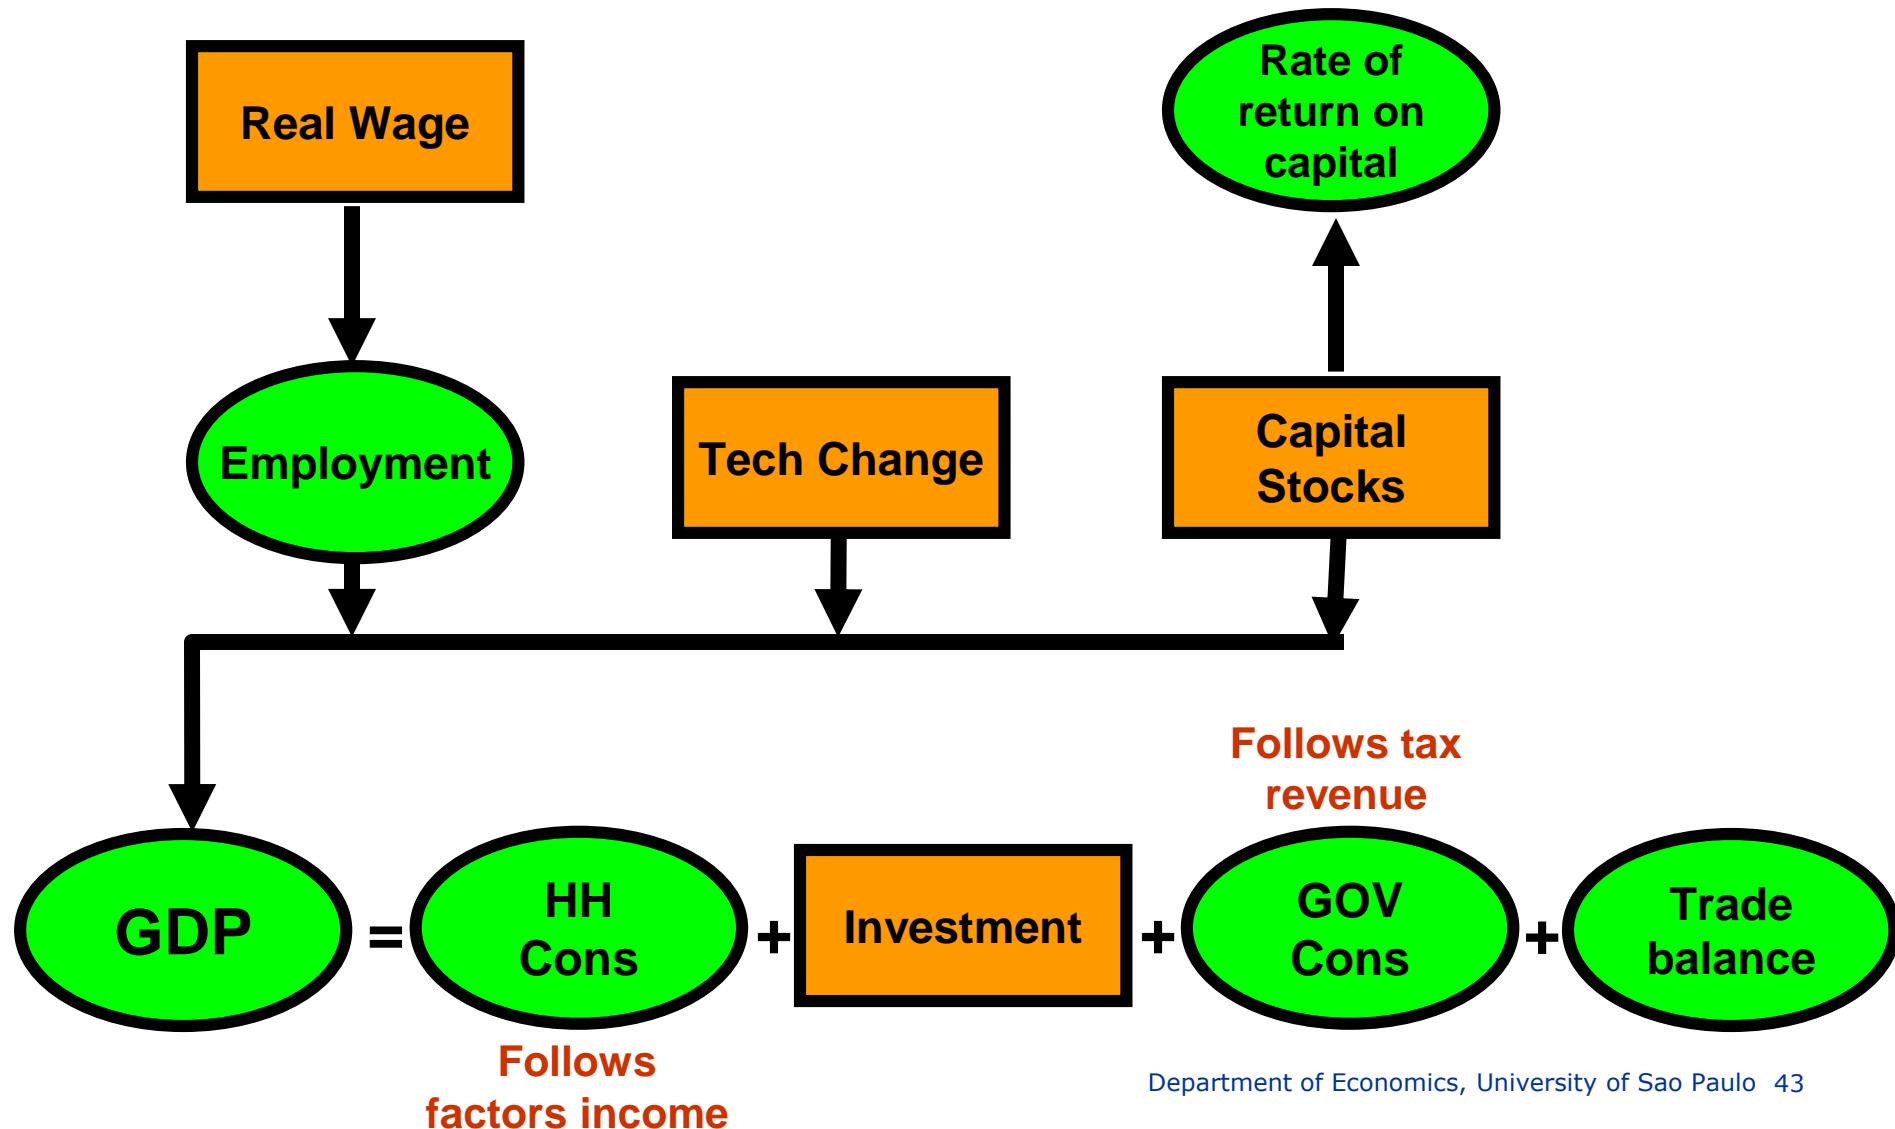 Real Wage
Rate of
return on
capital
Employment
Tech Change
Capital
Stocks
Follows tax
revenue
GDP
=
HH
Cons
+
Investment
+
GOV
Cons
+
Trade
balance
Follows
factors income
Department of Economics, University of Sao Paulo 43